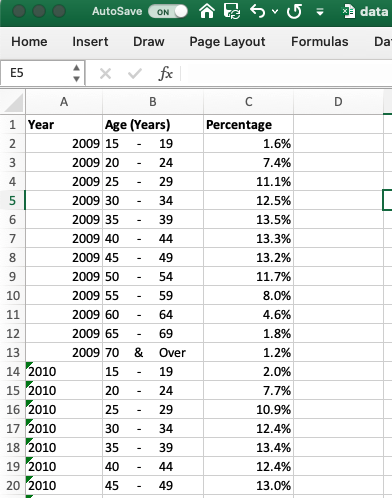 AutoSave ON data
Home Insert Draw Page Layout Formulas Da
E5 fx
A B C D
1 Year Age (Years) Percentage
2 2009 15 - 19 1.6%
3 2009 20 - 24 7.4%
4 2009 25 - 29 11.1%
5 2009 30 - 34 12.5%
6 2009 35 - 39 13.5%
7 2009 40 - 44 13.3%
8 2009 45 - 49 13.2%
9 2009 50 - 54 11.7%
10 2009 55 - 59 8.0%
11 2009 60 - 64 4.6%
12 2009 65 - 69 1.8%
13 2009 70 & Over 1.2%
14 2010 15 - 19 2.0%
15 2010 20 - 24 7.7%
16 2010 25 - 29 10.9%
17 2010 30 - 34 12.4%
18 2010 35 - 39 13.4%
19 2010 40 - 44 12.4%
20 2010 45 - 49 13.0%